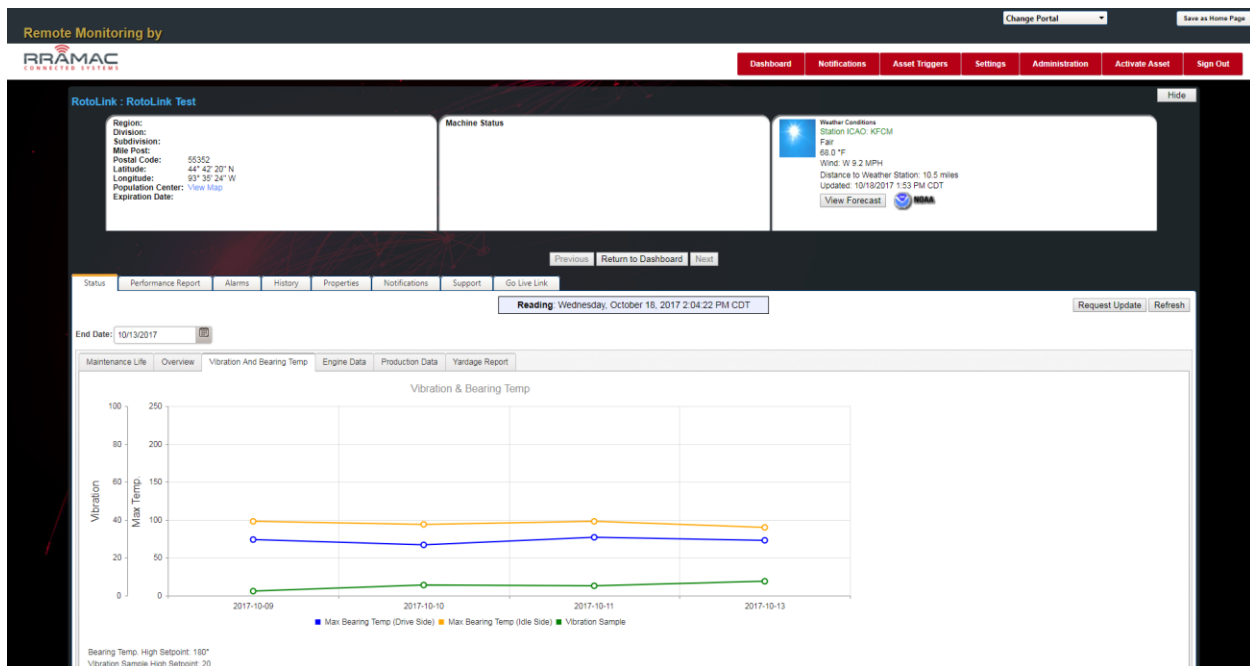 Change Portal
Save as Home Page
Remote Monitoring by
RRAMAC
CONNECTED SYSTEMS
Dashboard Notifications Asset Triggers Settings Administration Activate Asset Sign Out
RotoLink : RotoLink Test
Hide
Region:
Division:
Subdivision:
Mile Post:
Postal Code: 55352
Latitude: 44° 42' 20" N
Longitude: 93° 35' 24" W
Population Center: View Map
Expiration Date:
Machine Status
Weather Conditions
Station ICAO: KFCM
Fair
68.0 °F
Wind: W 9.2 MPH
Distance to Weather Station: 10.5 miles
Updated: 10/18/2017 1:53 PM CDT
View Forecast NOAA
Previous Return to Dashboard Next
Status Performance Report Alarms History Properties Notifications Support Go Live Link
Reading: Wednesday, October 18, 2017 2:04:22 PM CDT
Request Update Refresh
End Date: 10/13/2017
Maintenance Life Overview Vibration And Bearing Temp Engine Data Production Data Yardage Report
Vibration & Bearing Temp
100 250
80 200
60 150
40 100
20 50
0 0
Vibration
Max Temp.
2017-10-09 2017-10-10 2017-10-11 2017-10-13
Max Bearing Temp (Drive Side) Max Bearing Temp (Idle Side) Vibration Sample
Bearing Temp. High Setpoint: 180°
Vibration Sample High Setpoint: 20